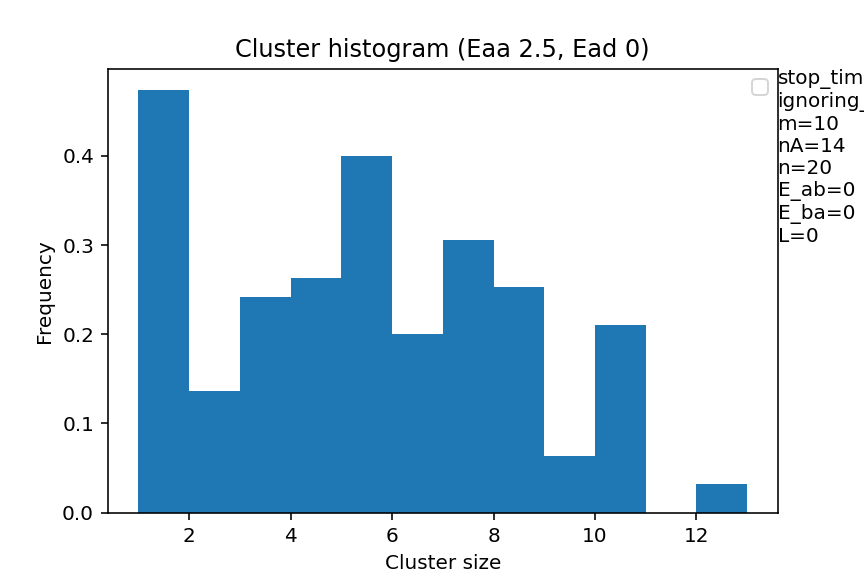 Cluster histogram (Eaa 2.5, Ead 0)
stop_tim
ignoring_
m=10
nA=14
n=20
E_ab=0
E_ba=0
L=0
Frequency
0.4
0.3
0.2
0.1
0.0
2 4 6 8 10 12
Cluster size